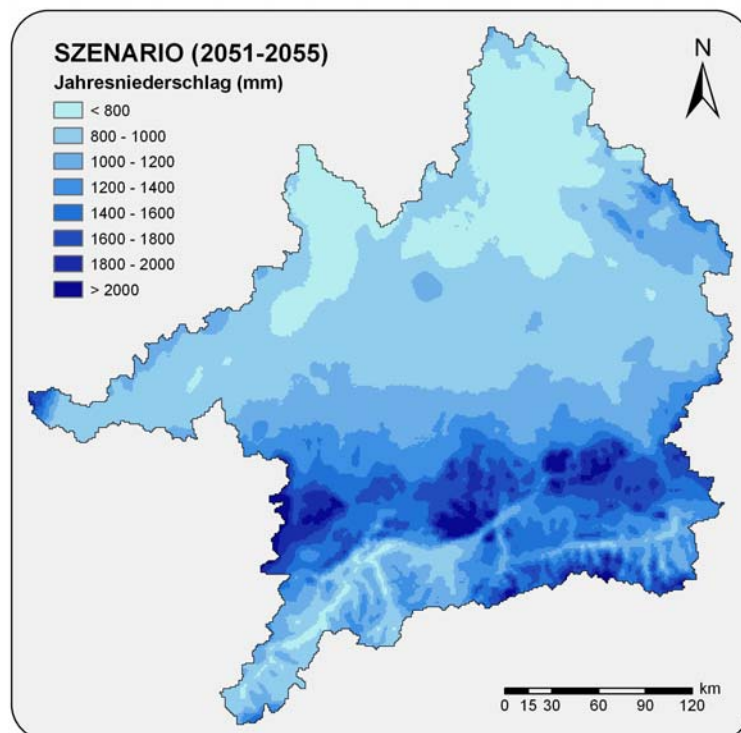 SZENARIO (2051-2055)
Jahresniederschlag (mm)
< 800
800 - 1000
1000 - 1200
1200 - 1400
1400 - 1600
1600 - 1800
1800 - 2000
> 2000
N
km
0 15 30 60 90 120